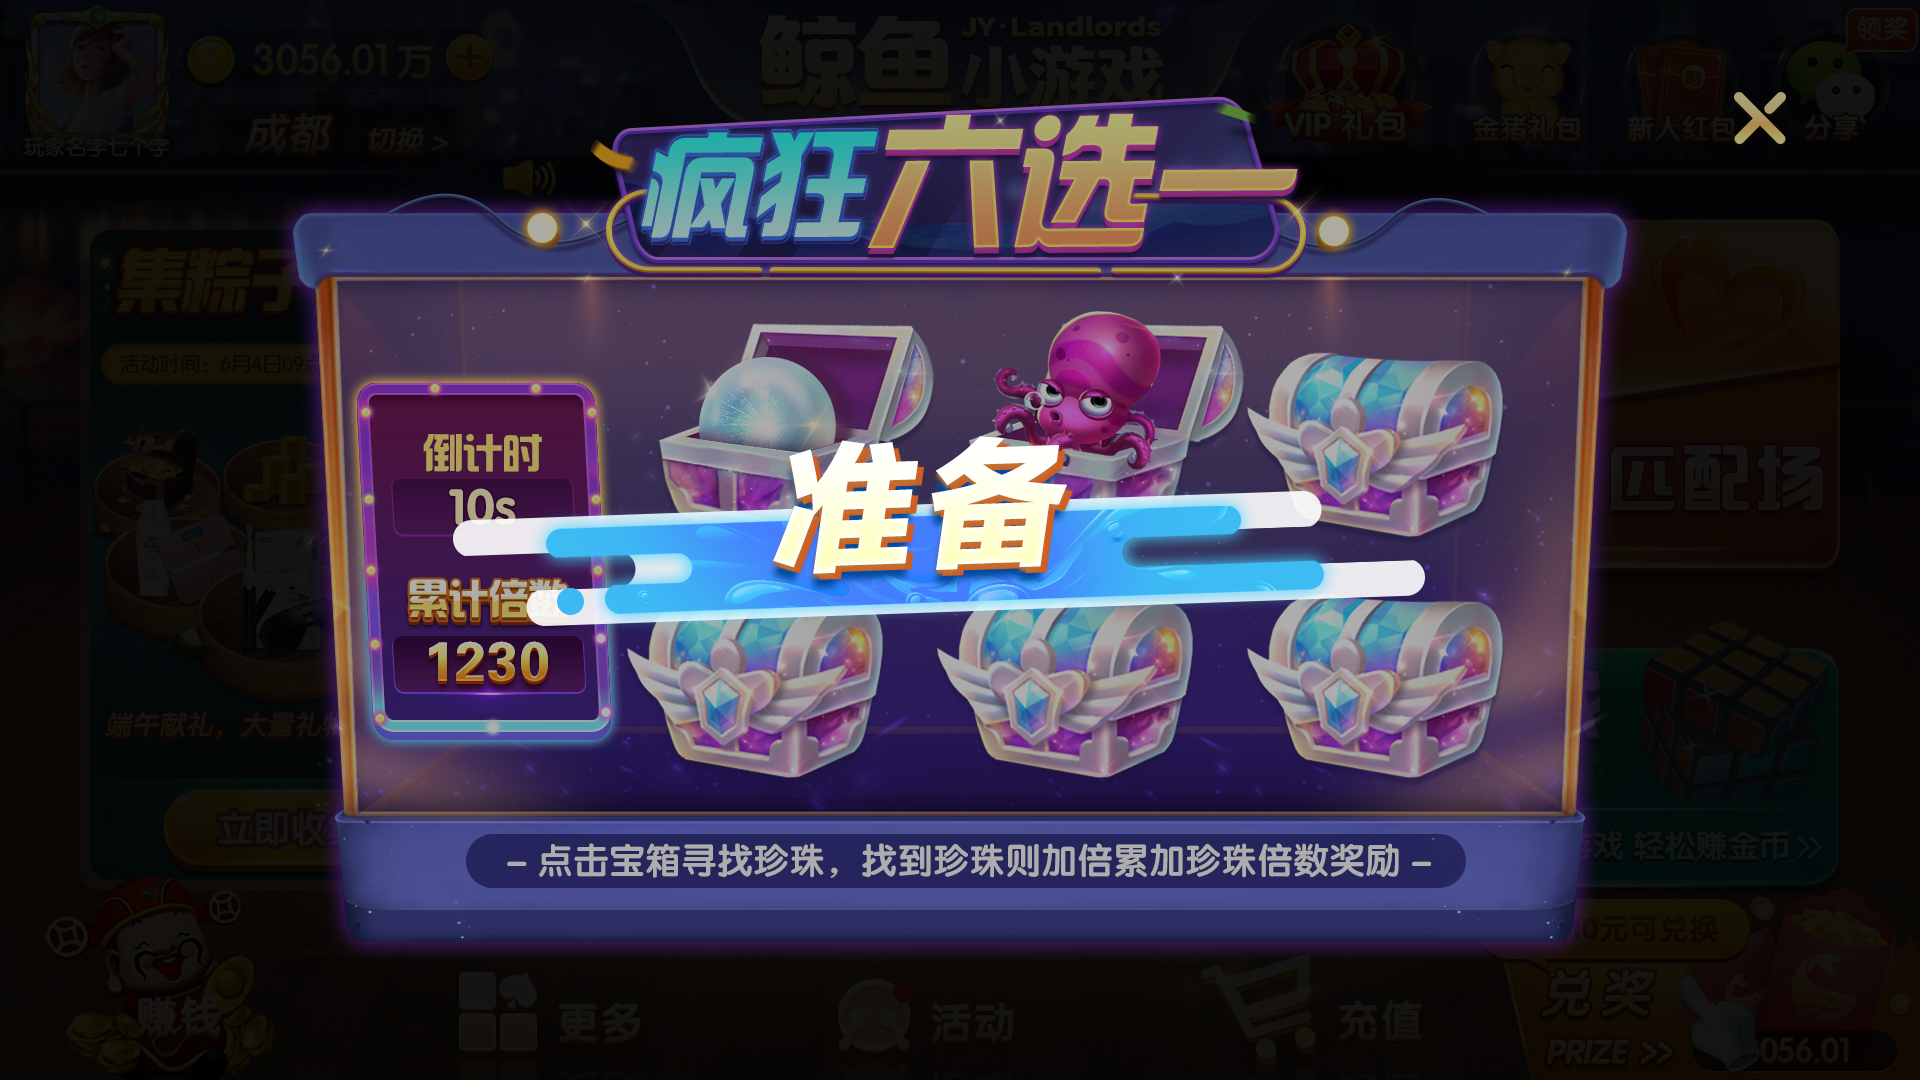 3056.01万
鲸鱼
JY·Landlords
小游戏
领奖
玩家名字七个字
成都
切换>
VIP 礼包
金猪礼包
新人红包
分享
疯狂六选一
集粽子
活动时间：6月4日09点
倒计时
10s
准备
匹配场
累计倍数
1230
端午献礼，大量礼物
立即收
戏 轻松赚金币>>
– 点击宝箱寻找珍珠，找到珍珠则加倍累加珍珠倍数奖励 –
0元可兑换
赚钱
更多
活动
充值
兑奖
PRIZE >>
056.01